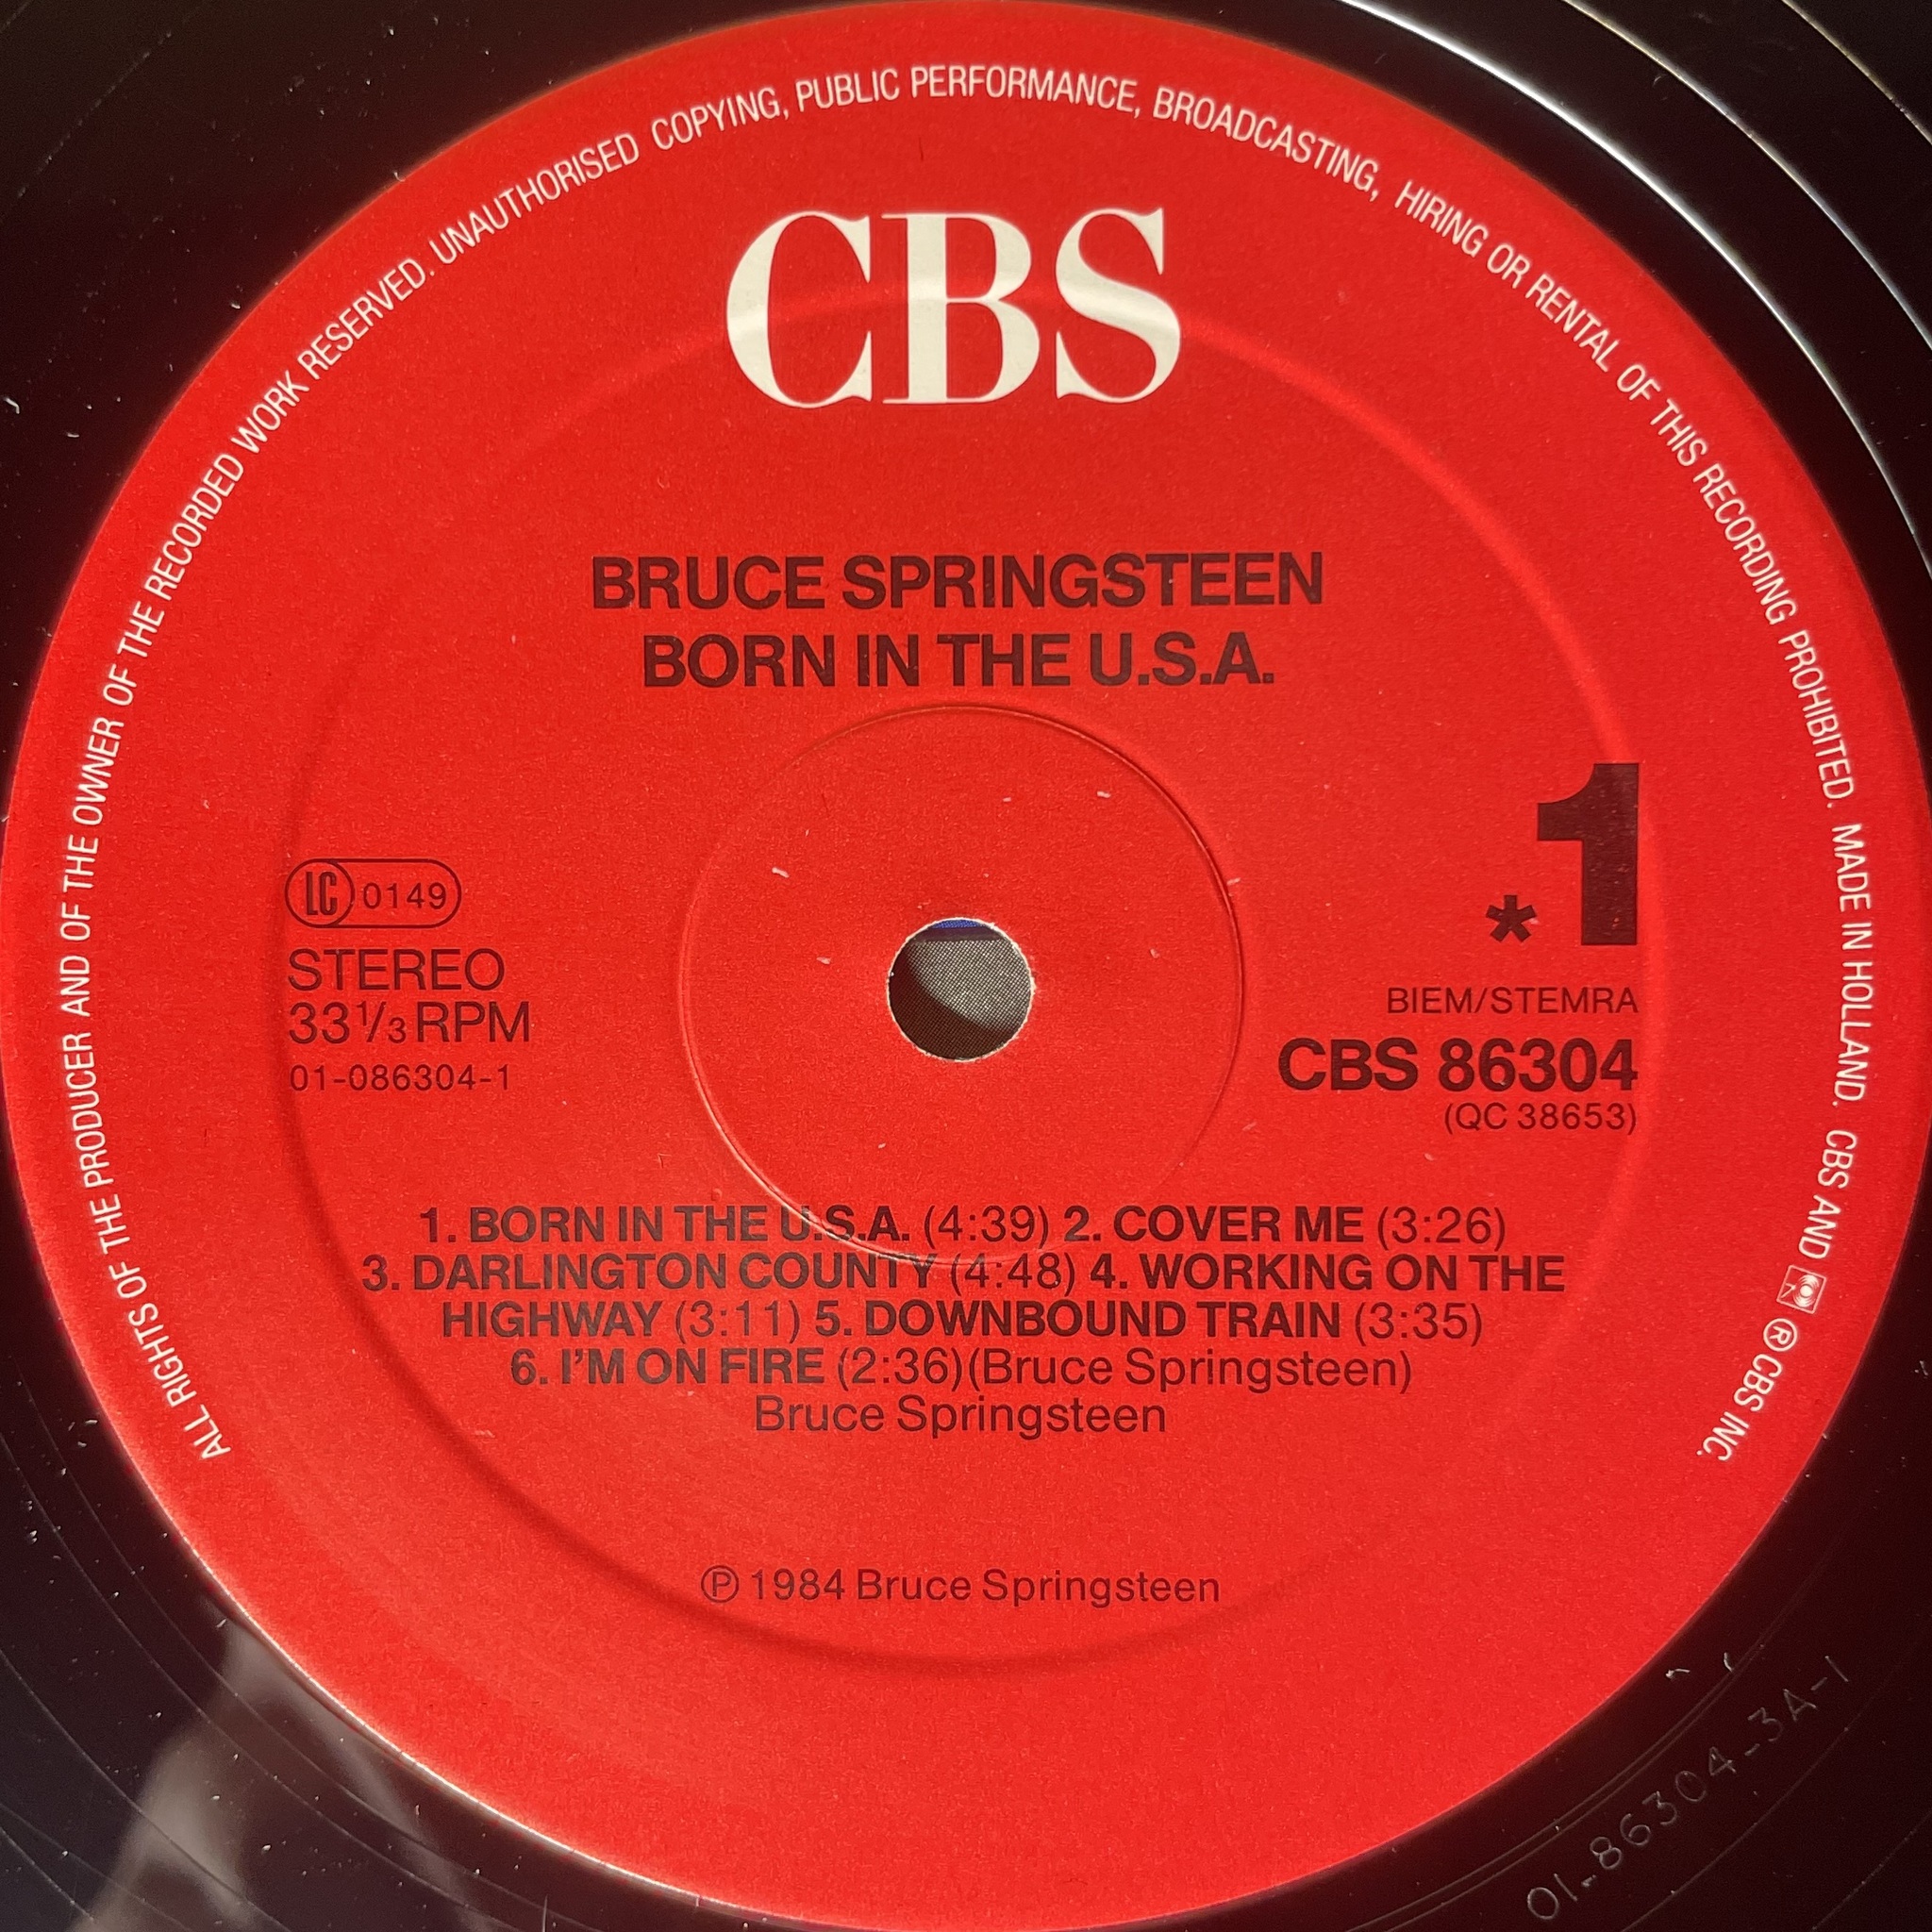 ALL RIGHTS OF THE PRODUCER AND OF THE OWNER OF THE RECORDED WORK RESERVED. UNAUTHORISED COPYING, PUBLIC PERFORMANCE, BROADCASTING, HIRING OR RENTAL OF THIS RECORDING PROHIBITED. MADE IN HOLLAND. CBS AND ℗ CBS INC.
CBS
BRUCE SPRINGSTEEN
BORN IN THE U.S.A.
LC 0149
STEREO
33⅓ RPM
01-086304-1
*1
BIEM/STEMRA
CBS 86304
(QC 38653)
1. BORN IN THE U.S.A. (4:39) 2. COVER ME (3:26)
3. DARLINGTON COUNTY (4:48) 4. WORKING ON THE
HIGHWAY (3:11) 5. DOWNBOUND TRAIN (3:35)
6. I'M ON FIRE (2:36)(Bruce Springsteen)
Bruce Springsteen
℗ 1984 Bruce Springsteen
01-86304-3A-1